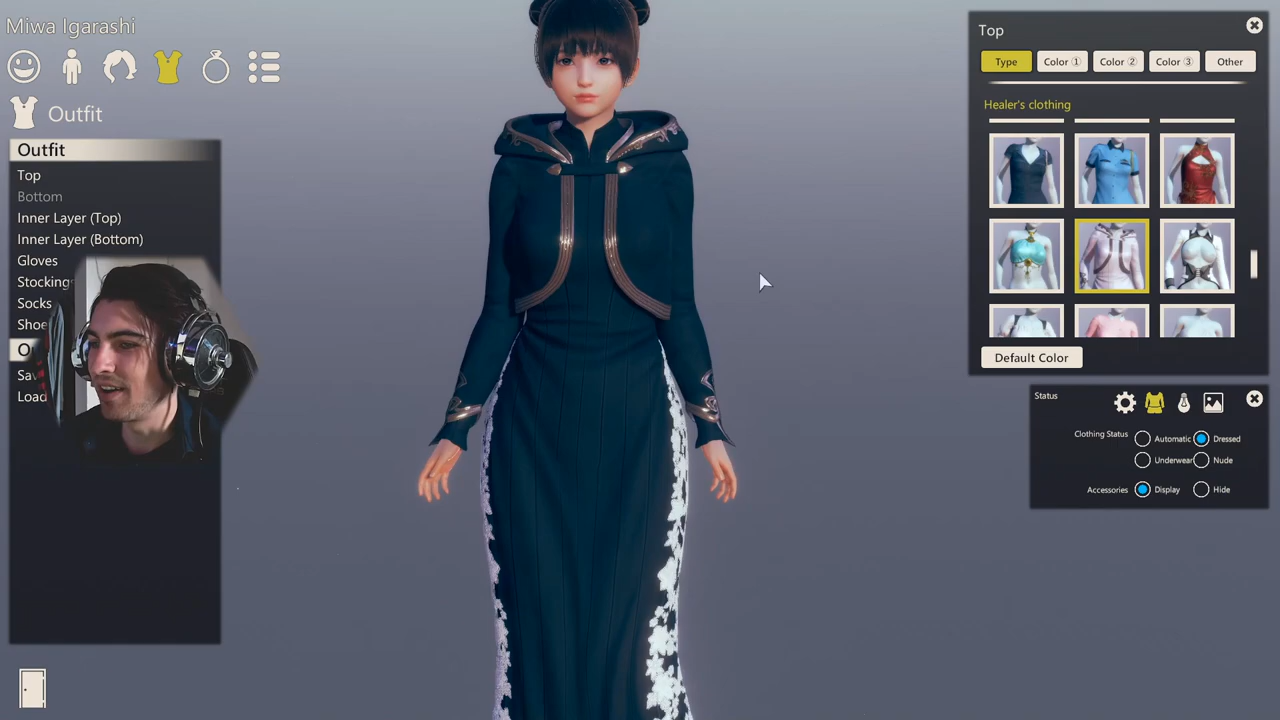 Miwa Igarashi
Outfit
Outfit
Top
Bottom
Inner Layer (Top)
Inner Layer (Bottom)
Gloves
Socks
Top
Type
Color ①
Color ②
Color ③
Other
Healer's clothing
Default Color
Status
Clothing Status
Automatic
Dressed
Underwear
Nude
Accessories
Display
Hide